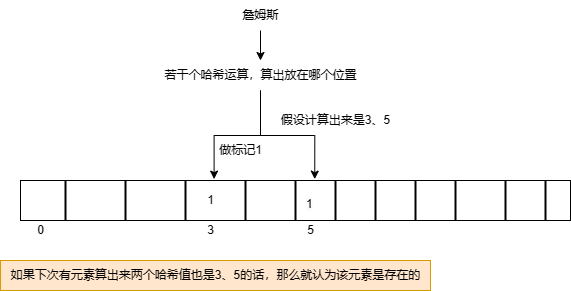 詹姆斯
若干个哈希运算，算出放在哪个位置
假设计算出来是3、5
做标记1
1
1
0
3
5
如果下次有元素算出来两个哈希值也是3、5的话，那么就认为该元素是存在的